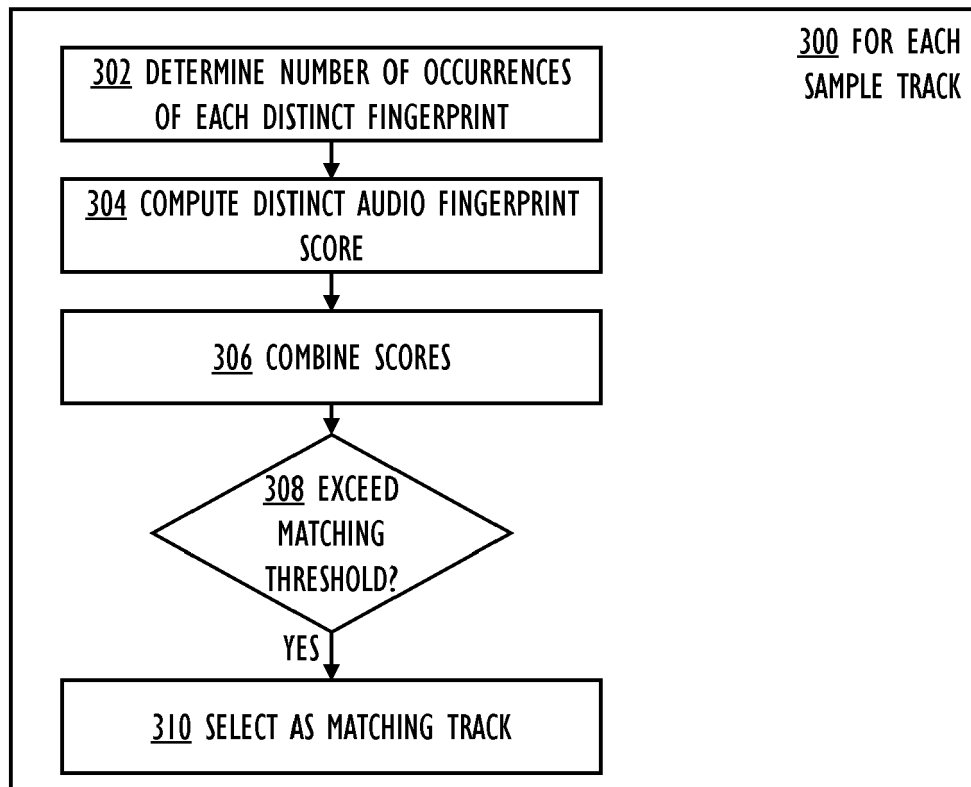 300 FOR EACH
SAMPLE TRACK
302 DETERMINE NUMBER OF OCCURRENCES
OF EACH DISTINCT FINGERPRINT
304 COMPUTE DISTINCT AUDIO FINGERPRINT
SCORE
306 COMBINE SCORES
308 EXCEED
MATCHING
THRESHOLD?
YES
310 SELECT AS MATCHING TRACK